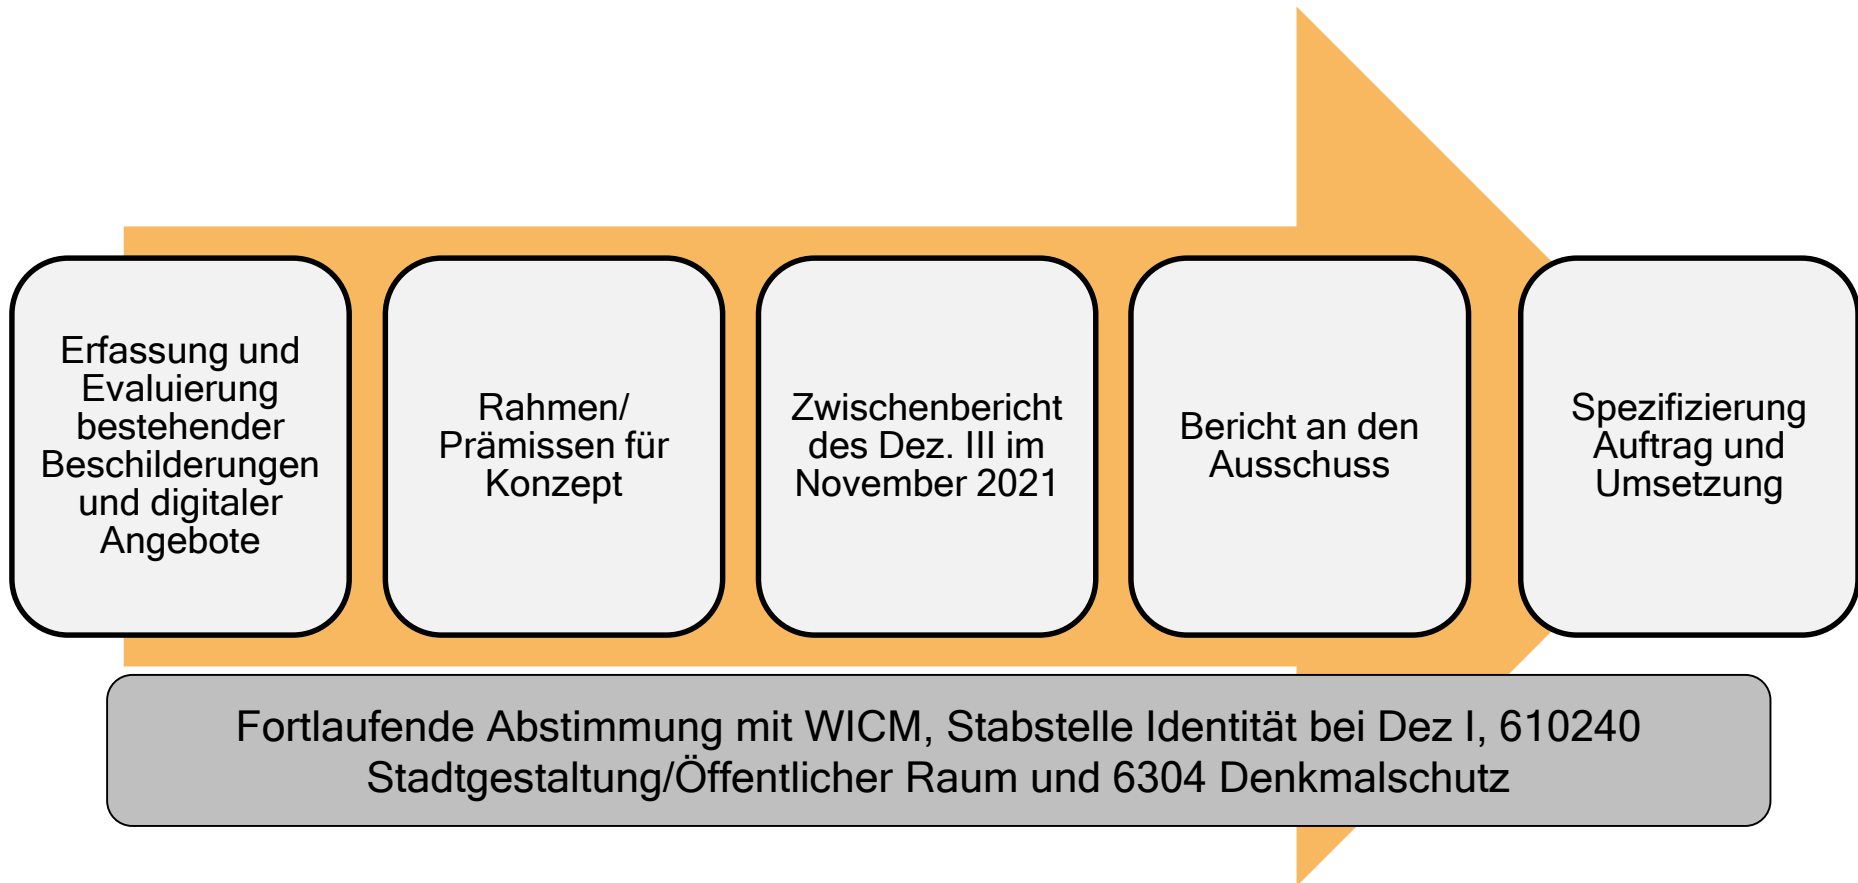 Erfassung und
Evaluierung
bestehender
Beschilderungen
und digitaler
Angebote
Rahmen/
Prämissen für
Konzept
Zwischenbericht
des Dez. III im
November 2021
Bericht an den
Ausschuss
Spezifizierung
Auftrag und
Umsetzung
Fortlaufende Abstimmung mit WICM, Stabstelle Identität bei Dez I, 610240
Stadtgestaltung/Öffentlicher Raum und 6304 Denkmalschutz